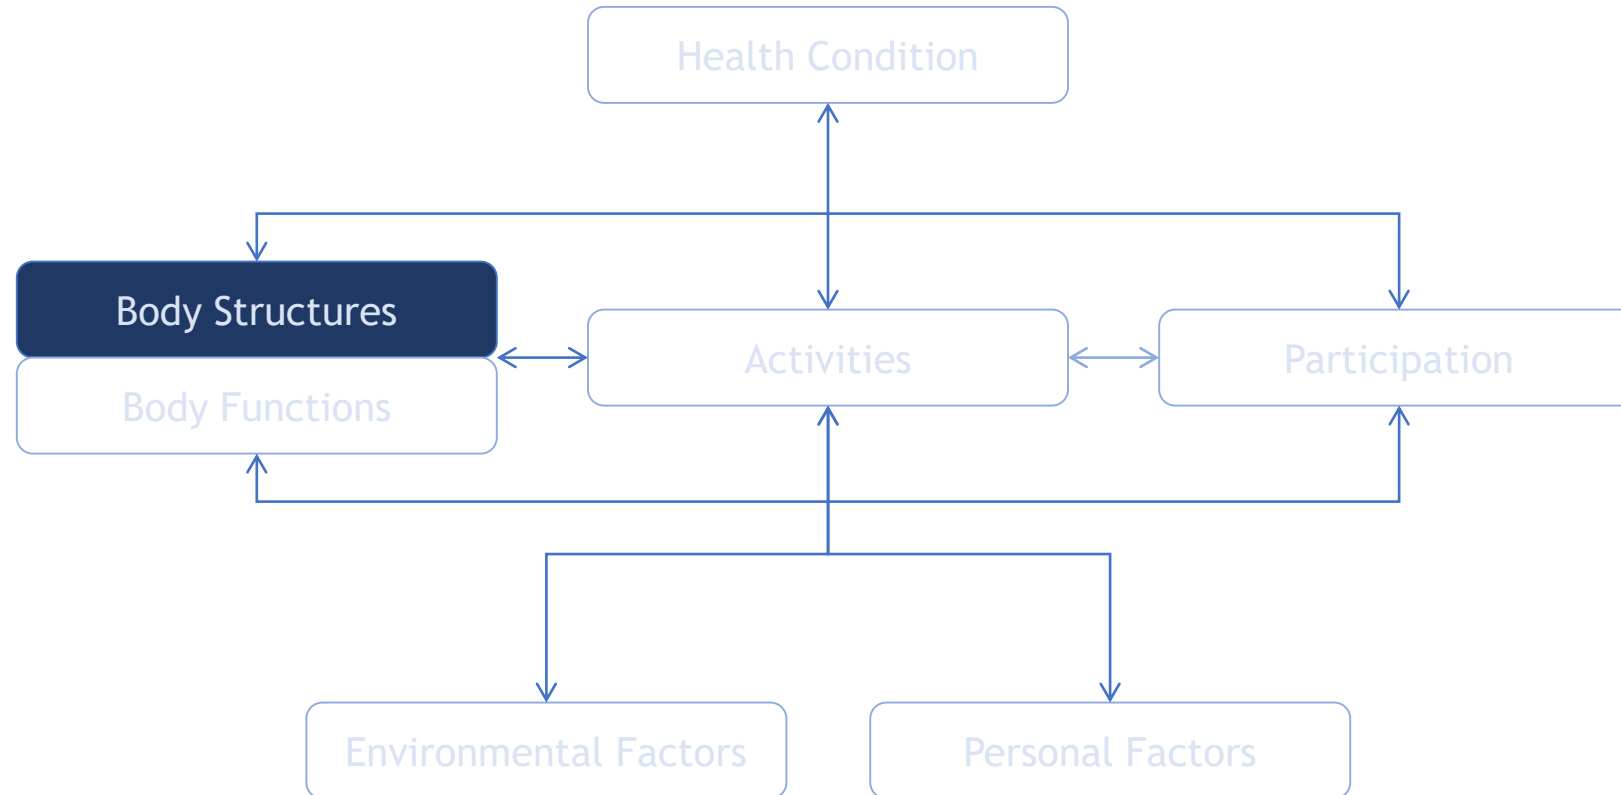 Health Condition
Body Structures
Body Functions
Activities
Participation
Environmental Factors
Personal Factors